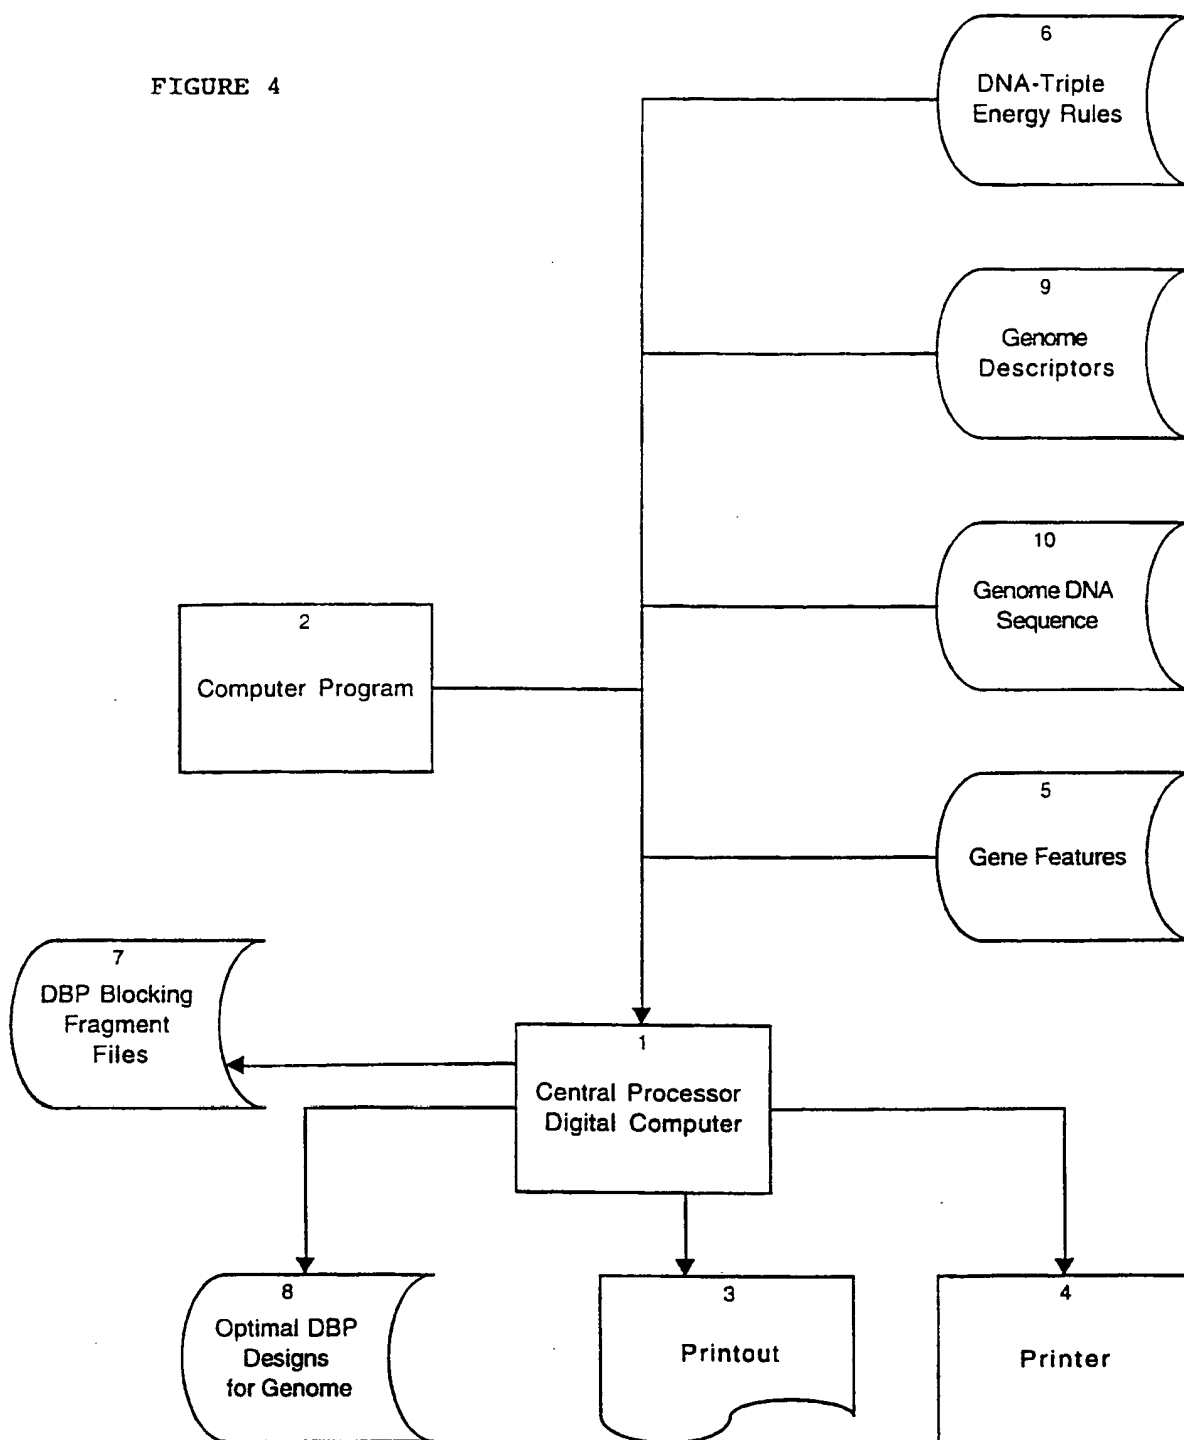 FIGURE 4
6
DNA-Triple
Energy Rules
9
Genome
Descriptors
10
Genome DNA
Sequence
2
Computer Program
5
Gene Features
7
DBP Blocking
Fragment
Files
1
Central Processor
Digital Computer
8
Optimal DBP
Designs
for Genome
3
Printout
4
Printer